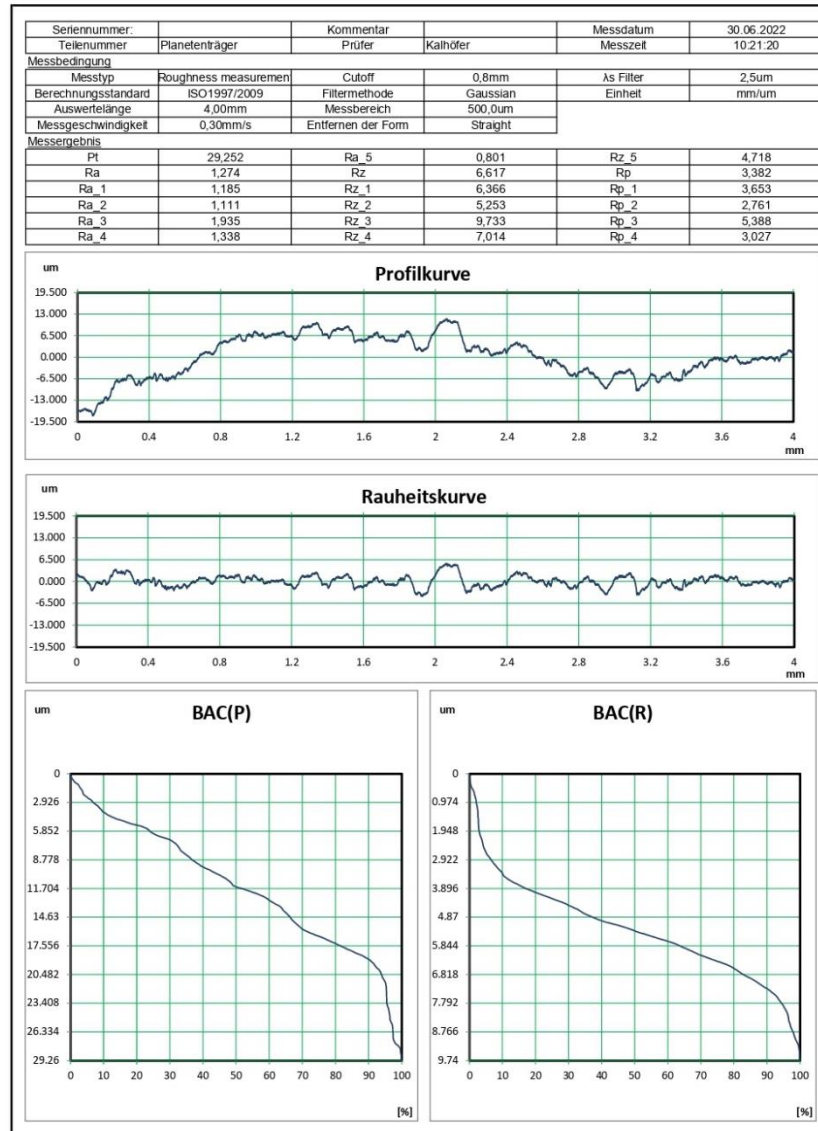 Seriennummer: Kommentar Messdatum 30.06.2022
Teilenummer Planetenträger Prüfer Kalhöfer Messzeit 10:21:20
Messbedingung
Messtyp Roughness measuremen Cutoff 0,8mm λs Filter 2,5um
Berechnungsstandard ISO1997/2009 Filtermethode Gaussian Einheit mm/um
Auswertelänge 4,00mm Messbereich 500,0um
Messgeschwindigkeit 0,30mm/s Entfernen der Form Straight
Messergebnis
Pt 29,252 Ra_5 0,801 Rz_5 4,718
Ra 1,274 Rz 6,617 Rp 3,382
Ra_1 1,185 Rz_1 6,366 Rp_1 3,653
Ra_2 1,111 Rz_2 5,253 Rp_2 2,761
Ra_3 1,935 Rz_3 9,733 Rp_3 5,388
Ra_4 1,338 Rz_4 7,014 Rp_4 3,027
um
Profilkurve
19.500
13.000
6.500
0.000
-6.500
-13.000
-19.500
0 0.4 0.8 1.2 1.6 2 2.4 2.8 3.2 3.6 4
mm
um
Rauheitskurve
19.500
13.000
6.500
0.000
-6.500
-13.000
-19.500
0 0.4 0.8 1.2 1.6 2 2.4 2.8 3.2 3.6 4
mm
um
BAC(P)
0
2.926
5.852
8.778
11.704
14.63
17.556
20.482
23.408
26.334
29.26
0 10 20 30 40 50 60 70 80 90 100
[%]
um
BAC(R)
0
0.974
1.948
2.922
3.896
4.87
5.844
6.818
7.792
8.766
9.74
0 10 20 30 40 50 60 70 80 90 100
[%]